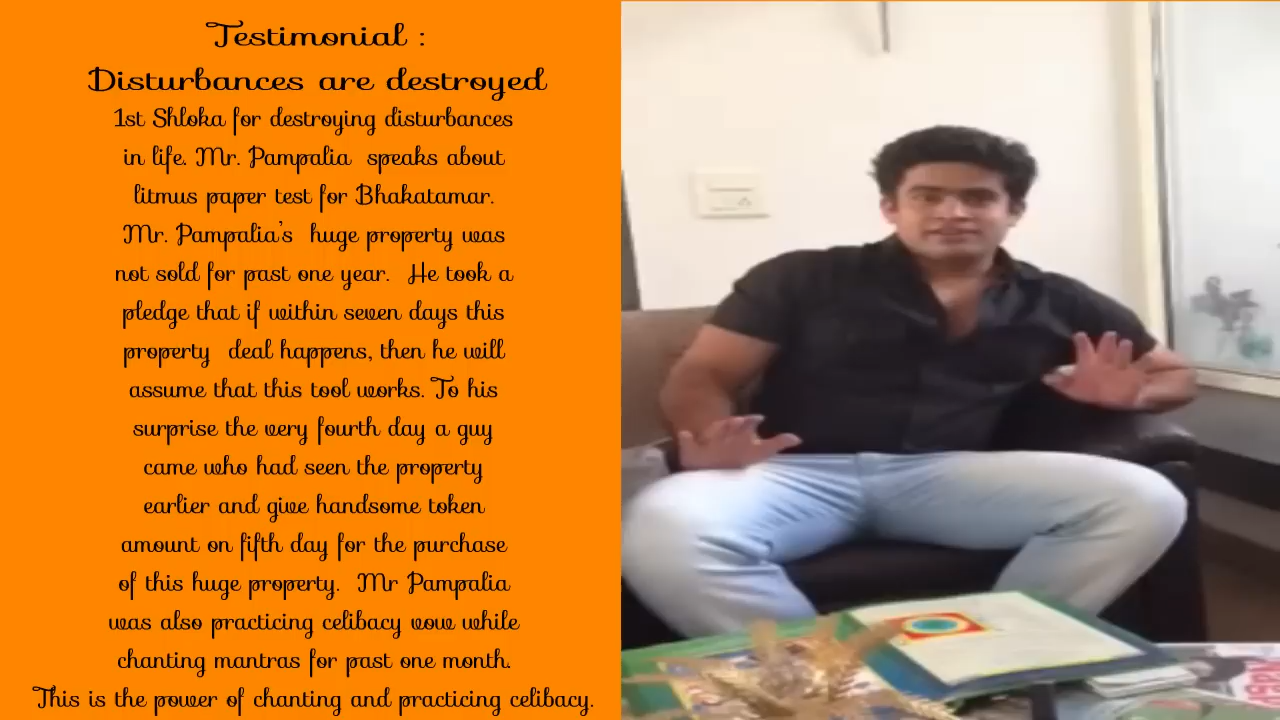 Testimonial :
Disturbances are destroyed
1st Shloka for destroying disturbances
in life. Mr. Pampalia speaks about
litmus paper test for Bhakatamar.
Mr. Pampalia's huge property was
not sold for past one year. He took a
pledge that if within seven days this
property deal happens, then he will
assume that this tool works. To his
surprise the very fourth day a guy
came who had seen the property
earlier and give handsome token
amount on fifth day for the purchase
of this huge property. Mr Pampalia
was also practicing celibacy vow while
chanting mantras for past one month.
This is the power of chanting and practicing celibacy.